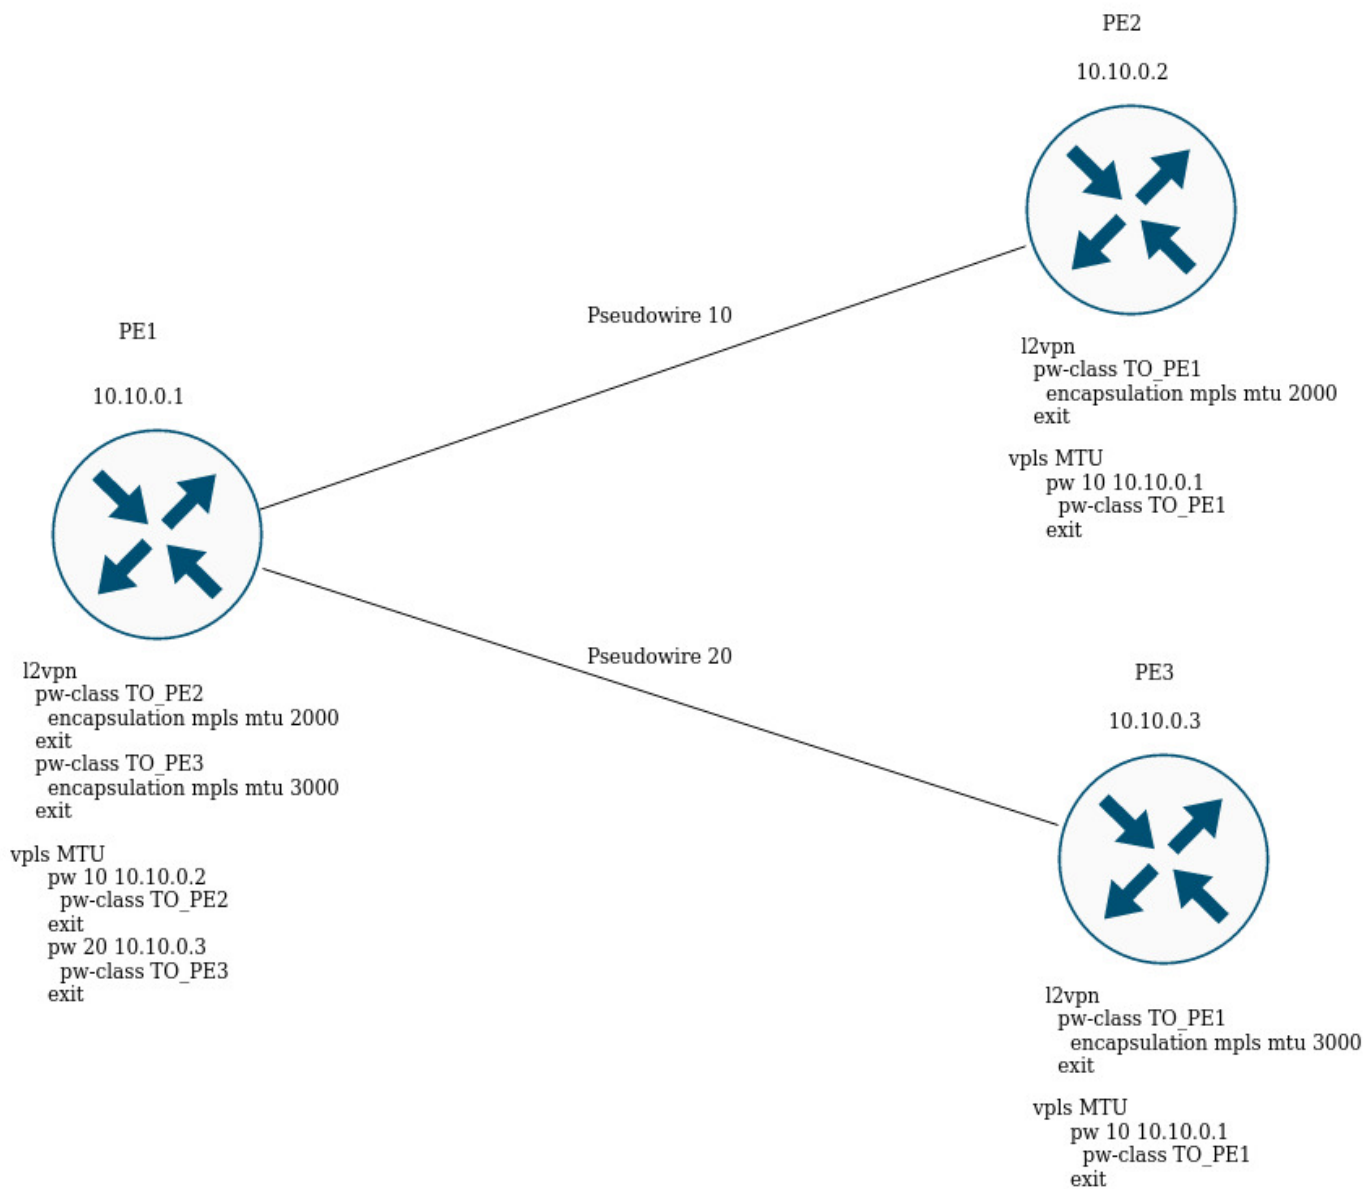 PE2
10.10.0.2
Pseudowire 10
PE1
10.10.0.1
l2vpn
pw-class TO_PE1
encapsulation mpls mtu 2000
exit
vpls MTU
pw 10 10.10.0.1
pw-class TO_PE1
exit
Pseudowire 20
l2vpn
pw-class TO_PE2
encapsulation mpls mtu 2000
exit
pw-class TO_PE3
encapsulation mpls mtu 3000
exit
vpls MTU
pw 10 10.10.0.2
pw-class TO_PE2
exit
pw 20 10.10.0.3
pw-class TO_PE3
exit
PE3
10.10.0.3
l2vpn
pw-class TO_PE1
encapsulation mpls mtu 3000
exit
vpls MTU
pw 10 10.10.0.1
pw-class TO_PE1
exit